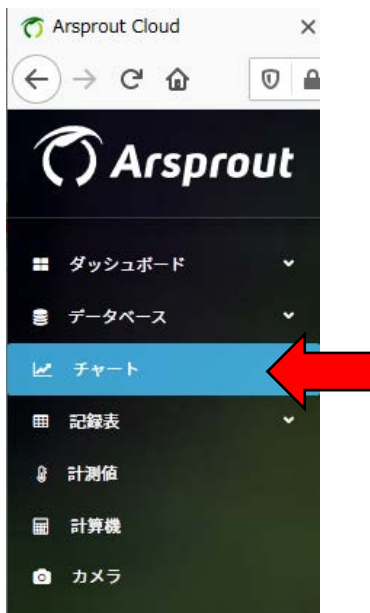 Arsprout Cloud
Arsprout
ダッシュボード
データベース
チャート
記録表
計測値
計算機
カメラ